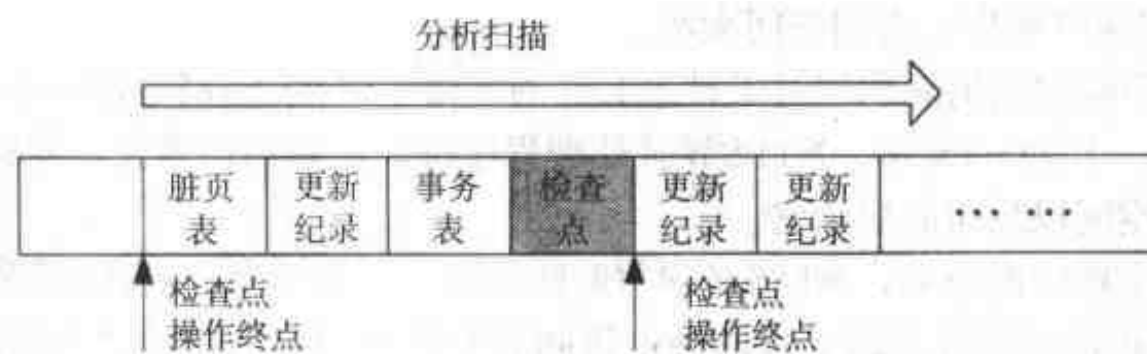 分析扫描
脏页表
更新纪录
事务表
检查点
更新纪录
更新纪录
… …
检查点
操作终点
检查点
操作终点